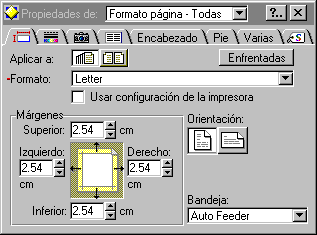 Propiedades de: Formato página - Todas ?..
Encabezado Pie Varias S
Aplicar a: Enfrentadas
Formato: Letter
Usar configuración de la impresora
Márgenes
Superior: 2.54 cm
Orientación:
Izquierdo: Derecho:
2.54 2.54
cm cm
Inferior: 2.54 cm
Bandeja:
Auto Feeder